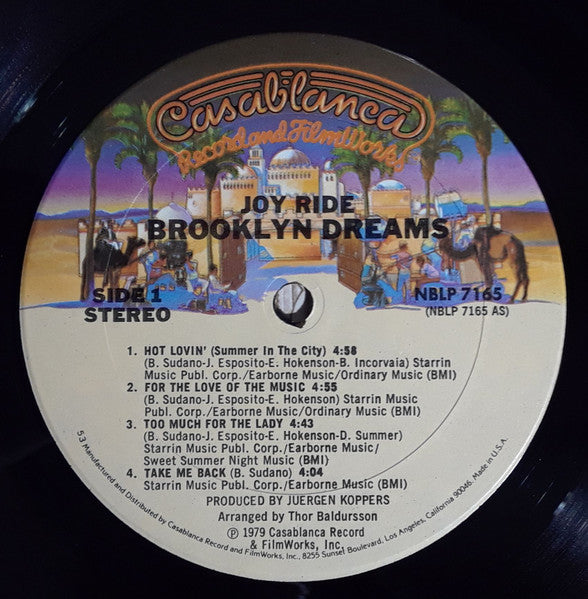 Casablanca
Record and FilmWorks
JOY RIDE
BROOKLYN DREAMS
SIDE 1
STEREO
NBLP 7165
(NBLP 7165 AS)
1. HOT LOVIN' (Summer In The City) 4:58
(B. Sudano-J. Esposito-E. Hokenson-B. Incorvaia) Starrin
Music Publ. Corp./Earborne Music/Ordinary Music (BMI)
2. FOR THE LOVE OF THE MUSIC 4:55
(B. Sudano-J. Esposito-E. Hokenson) Starrin Music
Publ. Corp./Earborne Music/Ordinary Music (BMI)
3. TOO MUCH FOR THE LADY 4:43
(B. Sudano-J. Esposito-E. Hokenson-D. Summer)
Starrin Music Publ. Corp./Earborne Music/
Sweet Summer Night Music (BMI)
4. TAKE ME BACK (B. Sudano) 4:04
Starrin Music Publ. Corp./Earborne Music (BMI)
PRODUCED BY JUERGEN KOPPERS
Arranged by Thor Baldursson
℗ 1979 Casablanca Record
& FilmWorks, Inc.
53 Manufactured and Distributed by Casablanca Record and FilmWorks, Inc., 8255 Sunset Boulevard, Los Angeles, California 90046. Made in U.S.A.